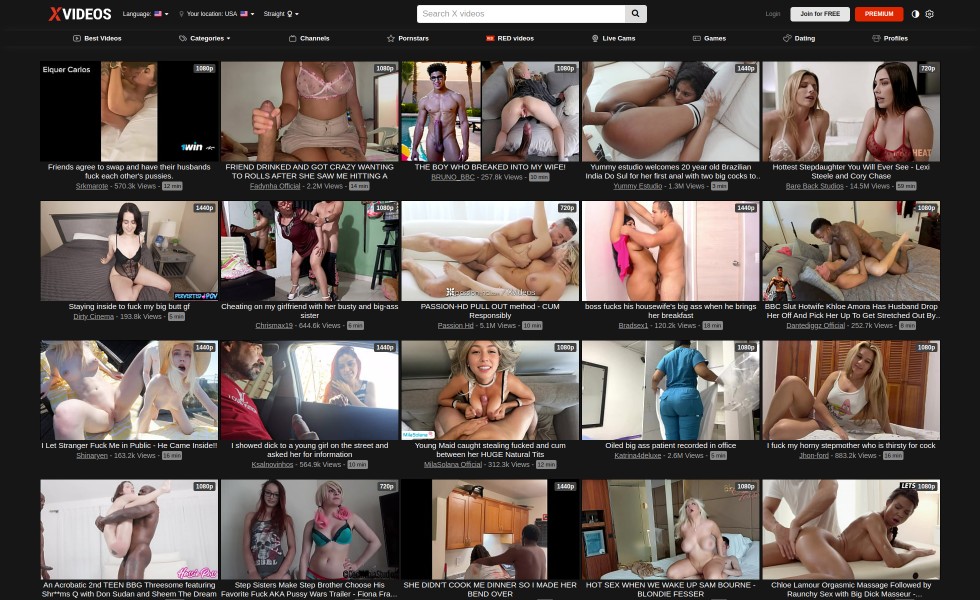 XVIDEOS
Language:
Your location: USA
Straight
Search X videos
Login
Join for FREE
PREMIUM
Best Videos
Categories
Channels
Pornstars
RED videos
Live Cams
Games
Dating
Profiles
Elquer Carlos
1080p
1win
1080p
1080p
1440p
720p
HEAT
Friends agree to swap and have their husbands
fuck each other's pussies.
Srkmarote - 570.3k Views - 12 min
FRIEND DRINKED AND GOT CRAZY WANTING
TO ROLLS AFTER SHE SAW ME HITTING A
Fadynha Official - 2.2M Views - 14 min
THE BOY WHO BREAKED INTO MY WIFE!
BRUNO_BBC - 257.8k Views - 10 min
Yummy estudio welcomes 20 year old Brazilian
India Do Sul for her first anal with two big cocks to..
Yummy Estudio - 1.3M Views - 3 min
Hottest Stepdaughter You Will Ever See - Lexi
Steele and Cory Chase
Bare Back Studios - 14.5M Views - 59 min
1440p
PERVERTED POV
1080p
720p
1440p
1080p
Staying inside to fuck my big butt gf
Dirty Cinema - 193.8k Views - 5 min
Cheating on my girlfriend with her busty and big-ass
sister
Chrismax19 - 644.6k Views - 6 min
PASSION-HD PULL OUT method - CUM
Responsibly
Passion Hd - 5.1M Views - 10 min
boss fucks his housewife's big ass when he brings
her breakfast
Bradsex1 - 120.2k Views - 18 min
BBC Slut Hotwife Khloe Amora Has Husband Drop
Her Off And Pick Her Up To Get Stretched Out By..
Dantediggz Official - 252.7k Views - 8 min
1440p
1440p
1080p
MilaSolana
1080p
1080p
I Let Stranger Fuck Me in Public - He Came Inside!!
Shinaryen - 163.2k Views - 16 min
I showed dick to a young girl on the street and
asked her for information
Ksalnovinhos - 564.9k Views - 10 min
Young Maid caught stealing fucked and cum
between her HUGE Natural Tits
MilaSolana Official - 312.3k Views - 12 min
Oiled big ass patient recorded in office
Katrina4deluxe - 2.6M Views - 5 min
I fuck my horny stepmother who is thirsty for cock
Jhon-ford - 883.2k Views - 16 min
1080p
720p
1440p
1080p
LETS
1080p
An Acrobatic 2nd TEEN BBG Threesome featuring
Shr**ms Q with Don Sudan and Sheem The Dream
Step Sisters Make Step Brother Choose His
Favorite Fuck AKA Pussy Wars Trailer - Fiona Fra...
SHE DIDN'T COOK ME DINNER SO I MADE HER
BEND OVER
HOT SEX WHEN WE WAKE UP SAM BOURNE -
BLONDIE FESSER
Chloe Lamour Orgasmic Massage Followed by
Raunchy Sex with Big Dick Masseur -...